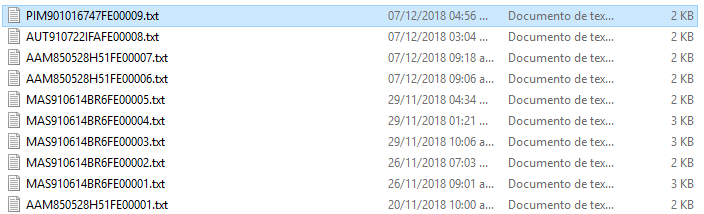 PIM901016747FE00009.txt 07/12/2018 04:56 ... Documento de tex... 2 KB
AUT910722IFAFE00008.txt 07/12/2018 03:04 ... Documento de tex... 2 KB
AAM850528H51FE00007.txt 07/12/2018 09:18 a... Documento de tex... 2 KB
AAM850528H51FE00006.txt 07/12/2018 09:06 a... Documento de tex... 2 KB
MAS910614BR6FE00005.txt 29/11/2018 04:34 ... Documento de tex... 2 KB
MAS910614BR6FE00004.txt 29/11/2018 01:21 ... Documento de tex... 3 KB
MAS910614BR6FE00003.txt 29/11/2018 10:06 a... Documento de tex... 3 KB
MAS910614BR6FE00002.txt 26/11/2018 07:03 ... Documento de tex... 2 KB
MAS910614BR6FE00001.txt 26/11/2018 09:01 a... Documento de tex... 3 KB
AAM850528H51FE00001.txt 20/11/2018 10:00 a... Documento de tex... 2 KB